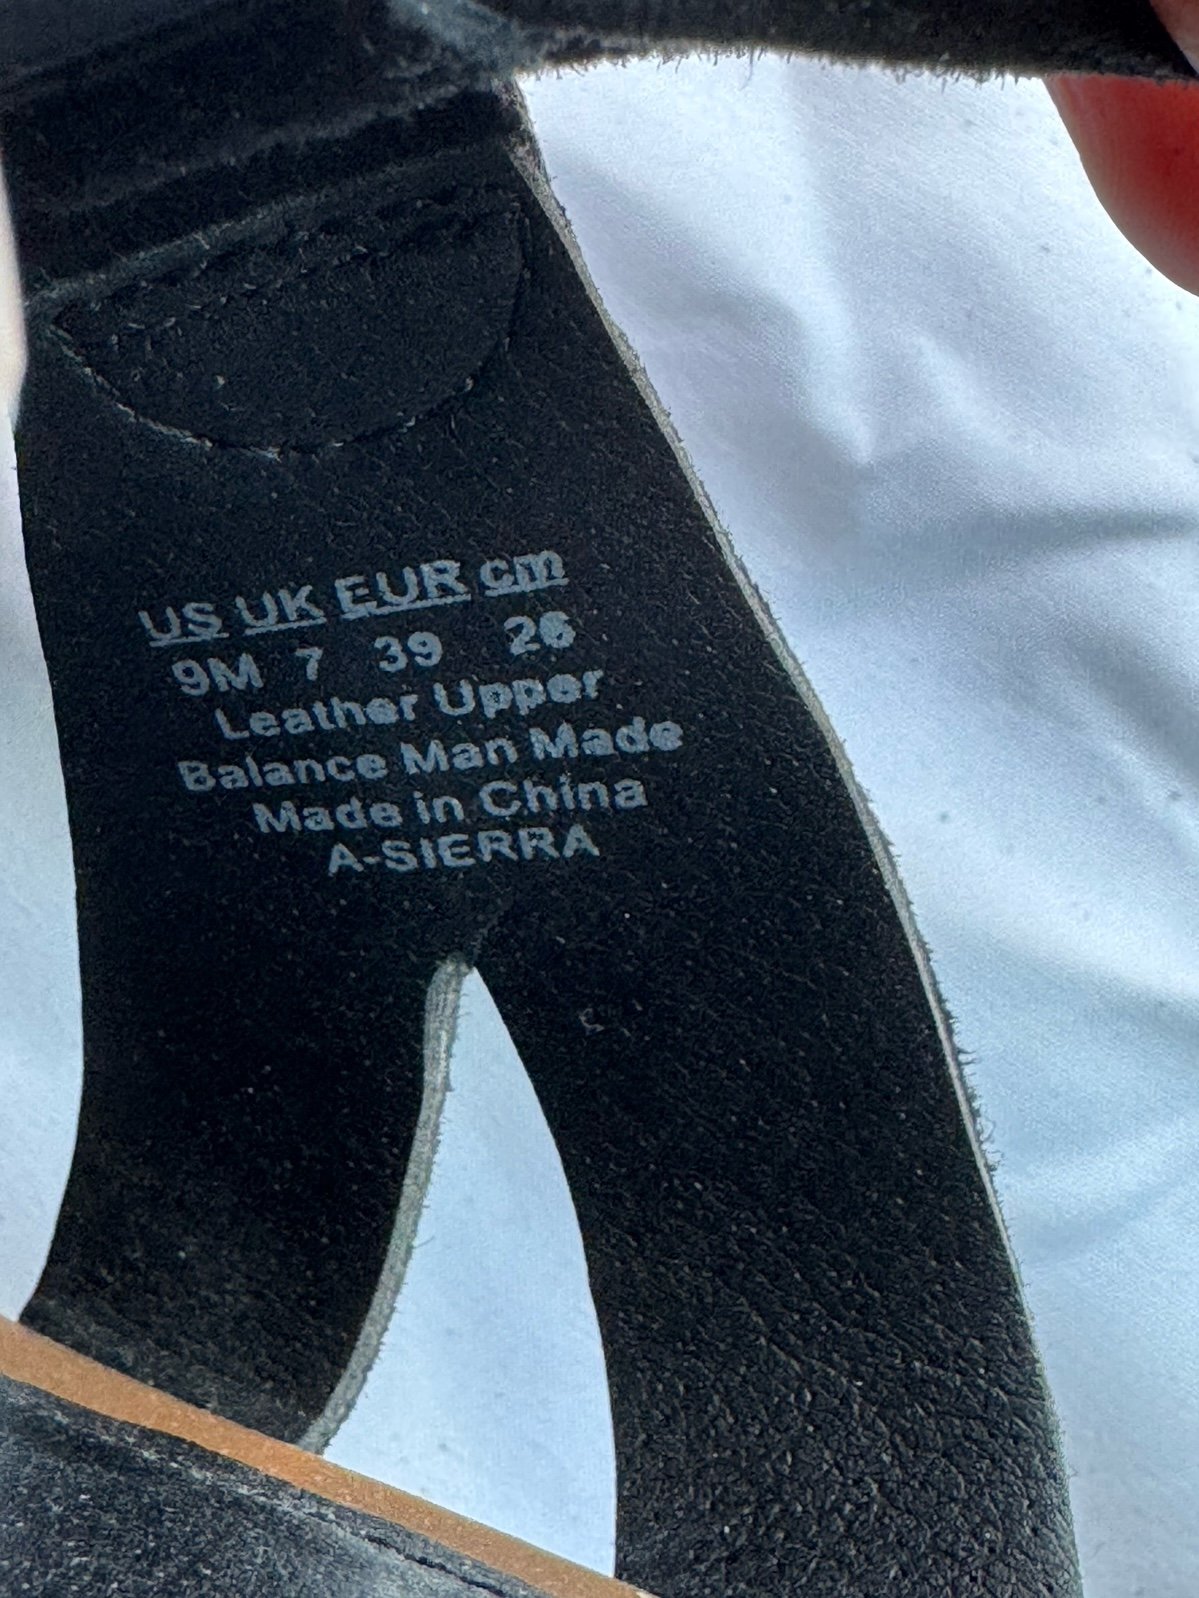 US UK EUR cm
9M 7 39 26
Leather Upper
Balance Man Made
Made in China
A-SIERRA